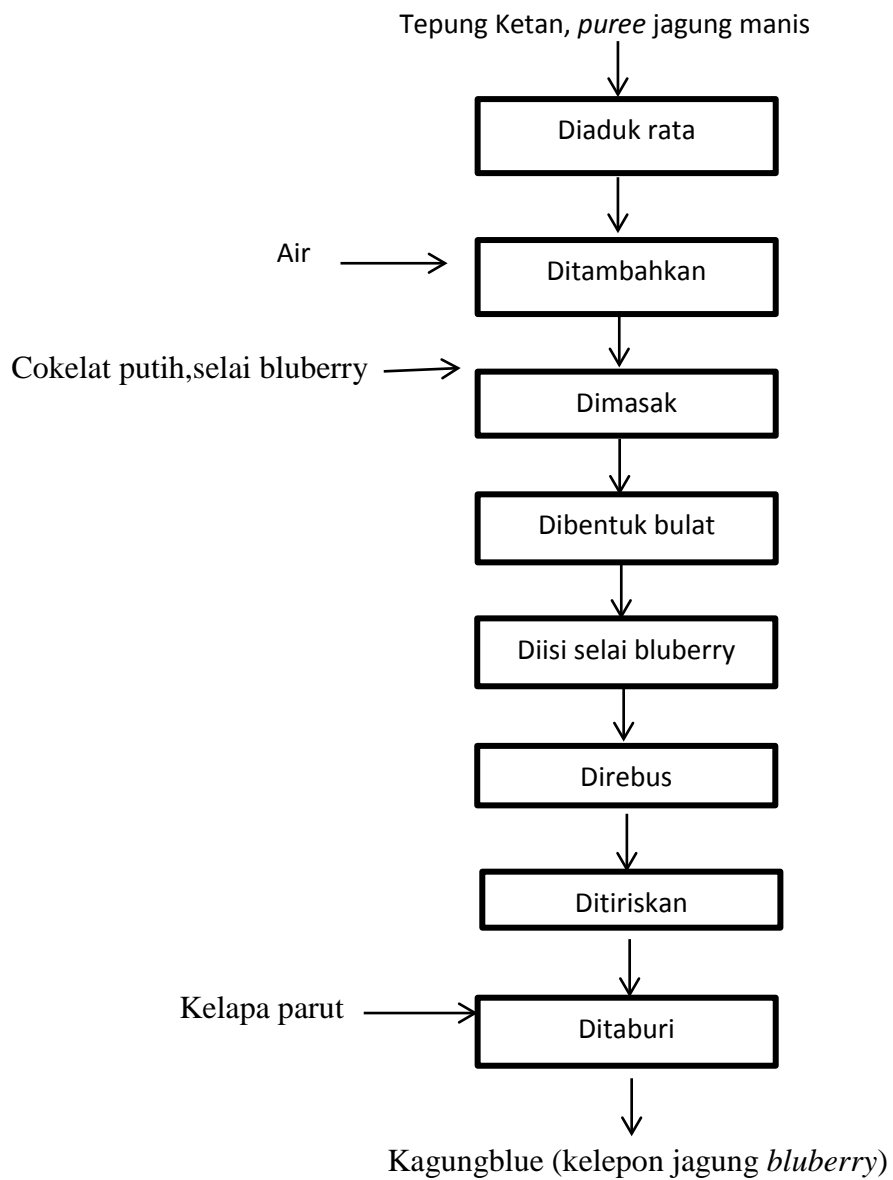 Tepung Ketan, puree jagung manis
Diaduk rata
Air
Ditambahkan
Cokelat putih,selai bluberry
Dimasak
Dibentuk bulat
Diisi selai bluberry
Direbus
Ditiriskan
Kelapa parut
Ditaburi
Kagungblue (kelepon jagung bluberry)